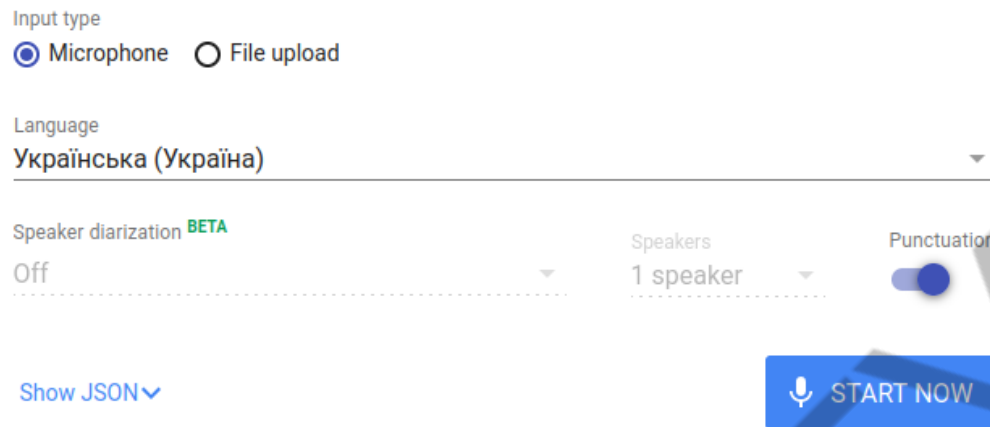 Input type
Microphone File upload
Language
Українська (Україна)
Speaker diarization BETA
Speakers
Punctuation
Off
1 speaker
Show JSON
START NOW